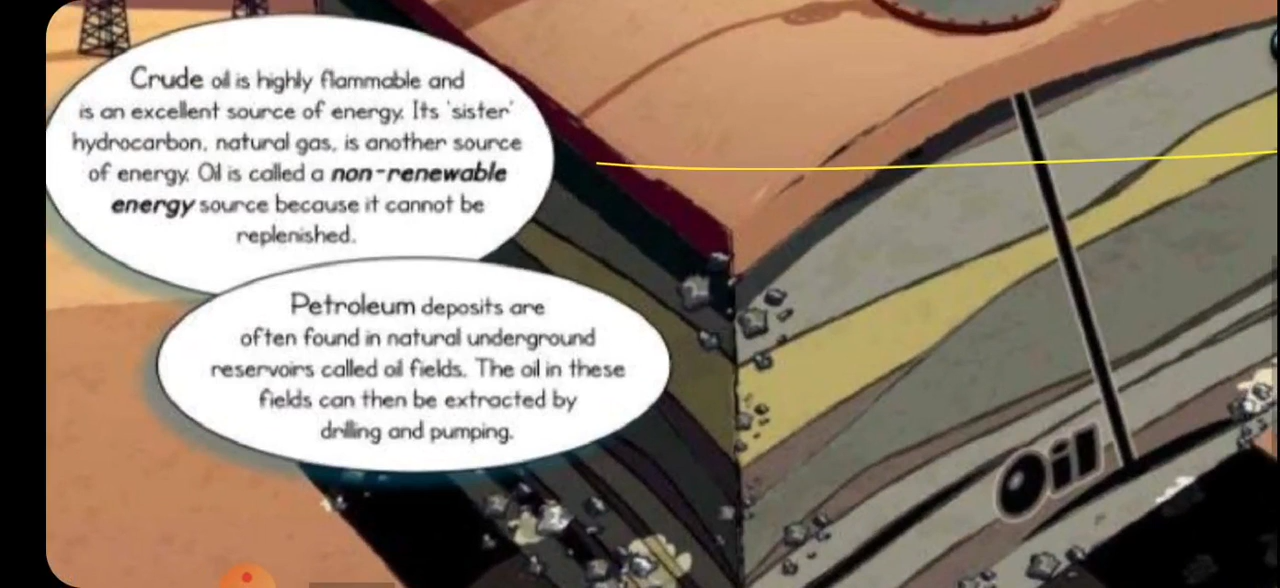 Crude oil is highly flammable and
is an excellent source of energy. Its 'sister'
hydrocarbon, natural gas, is another source
of energy. Oil is called a non-renewable
energy source because it cannot be
replenished.
Petroleum deposits are
often found in natural underground
reservoirs called oil fields. The oil in these
fields can then be extracted by
drilling and pumping.
Oil